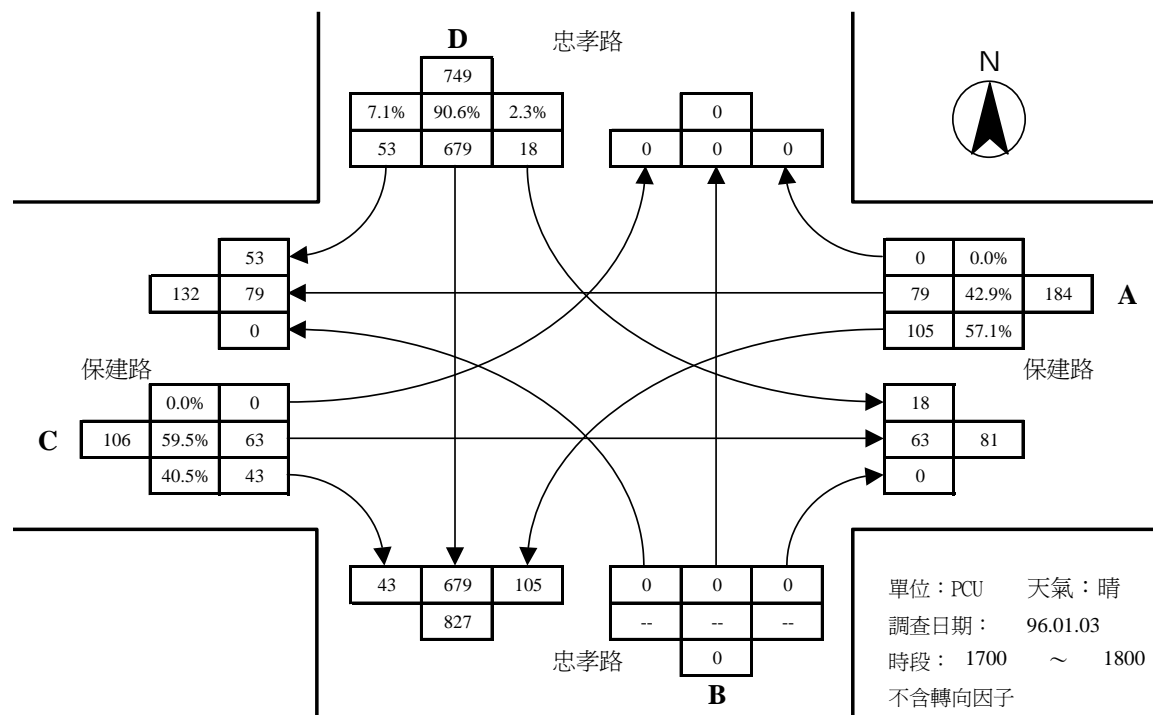 D 忠孝路
N
749
7.1% 90.6% 2.3%
53 679 18
0
0 0 0
53
132 79
0
0 0.0%
79 42.9% 184
105 57.1%
A
保建路
保建路
C
0.0% 0
106 59.5% 63
40.5% 43
18
63 81
0
43 679 105
827
0 0 0
-- -- --
0
忠孝路
B
單位：PCU 天氣：晴
調查日期： 96.01.03
時段： 1700 ～ 1800
不含轉向因子